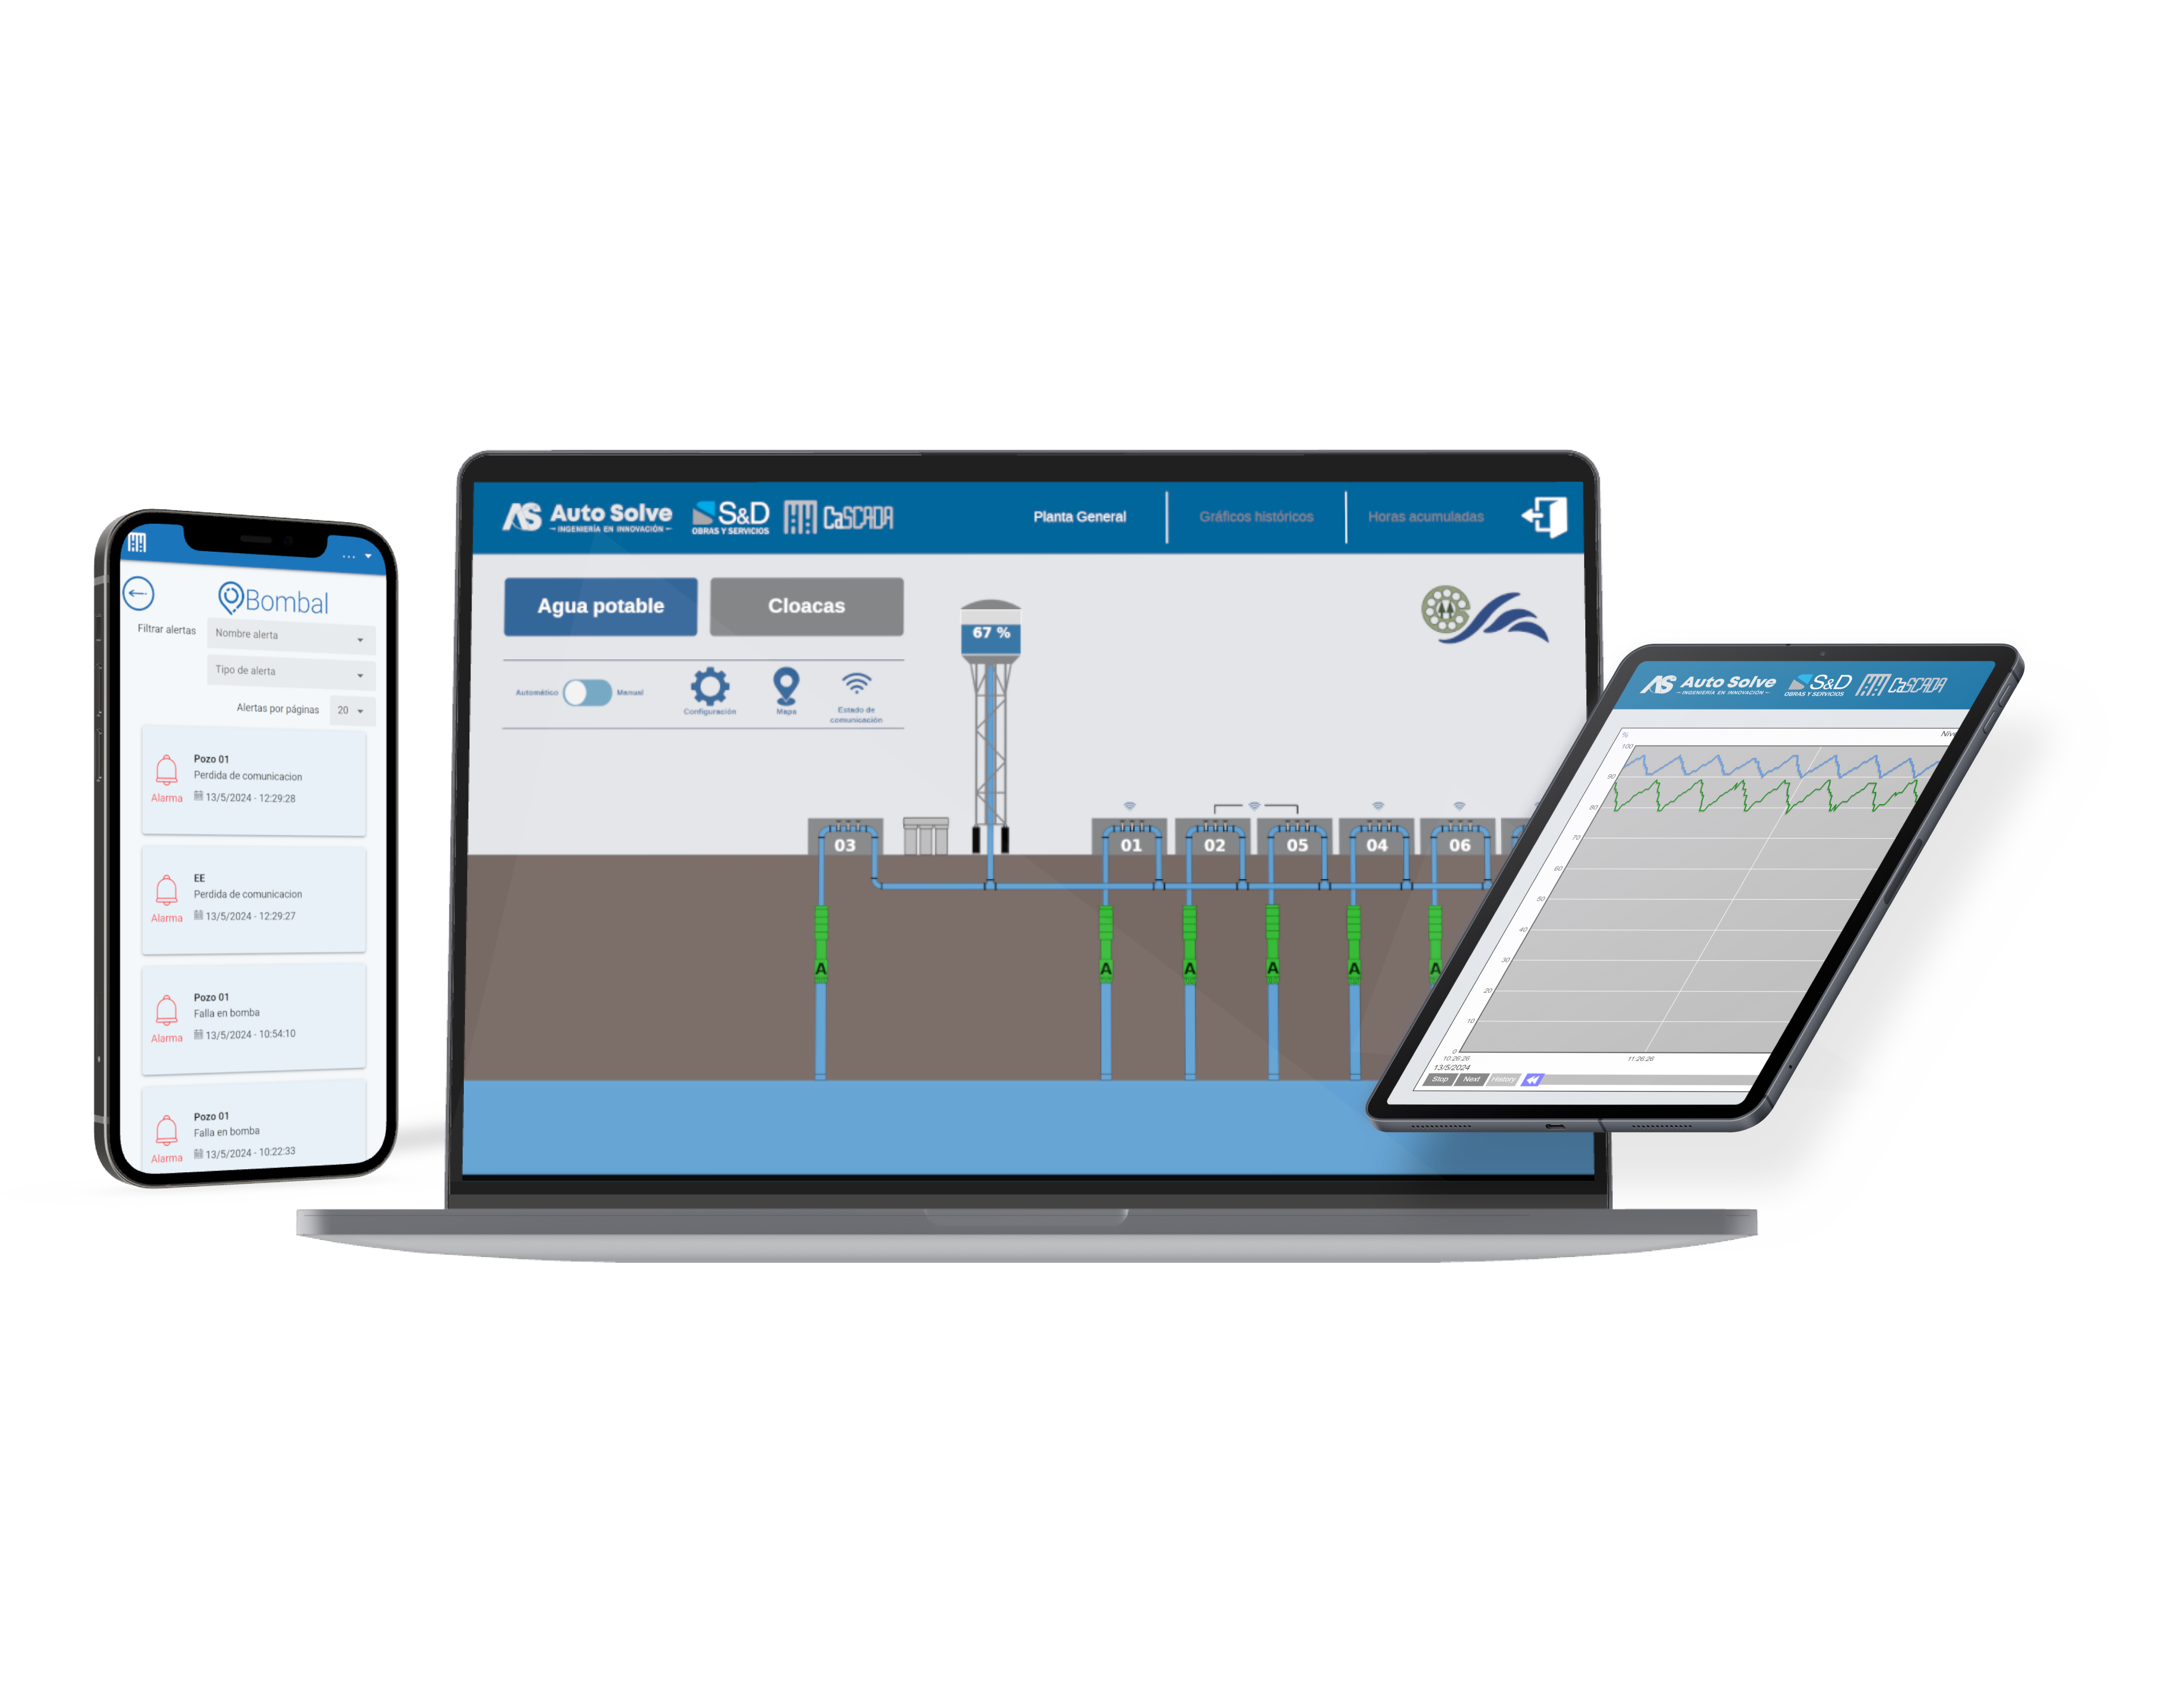 Bombal
Filtrar alertas
Nombre alerta
Tipo de alerta
Alertas por páginas
20
Pozo 01
Perdida de comunicacion
Alarma
13/5/2024 - 12:29:28
EE
Perdida de comunicacion
Alarma
13/5/2024 - 12:29:27
Pozo 01
Falla en bomba
Alarma
13/5/2024 - 10:54:10
Pozo 01
Falla en bomba
Alarma
13/5/2024 - 10:22:33
AS Auto Solve
INGENIERÍA EN INNOVACIÓN
S&D
OBRAS Y SERVICIOS
CaSCADA
Planta General
Gráficos históricos
Horas acumuladas
Agua potable
Cloacas
67 %
Automático
Manual
Configuración
Mapa
Estado de
comunicación
03
01
02
05
04
06
A
A
A
A
A
A
AS Auto Solve
INGENIERÍA EN INNOVACIÓN
S&D
OBRAS Y SERVICIOS
CaSCADA
%
100
90
80
70
60
50
40
30
20
10
0
10:26:26
11:26:26
13/5/2024
Stop
Next
History